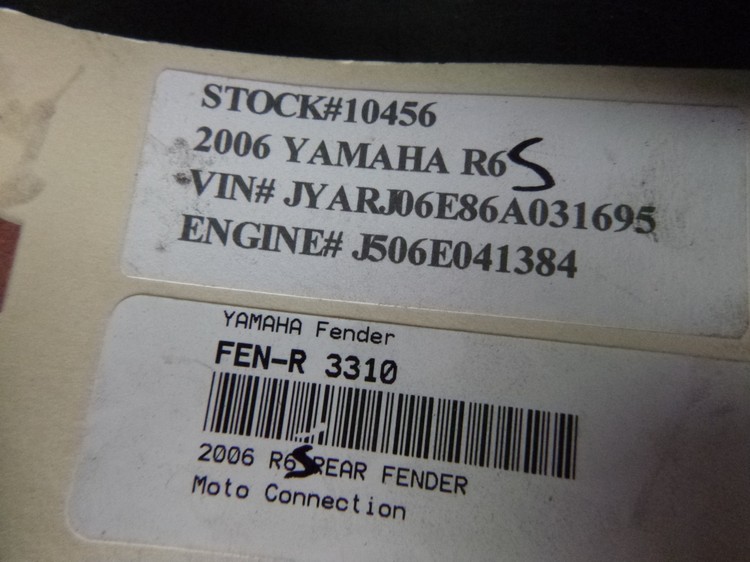 STOCK#10456
2006 YAMAHA R6S
VIN# JYARJ06E86A031695
ENGINE# J506E041384
YAMAHA Fender
FEN-R 3310
2006 R6S REAR FENDER
Moto Connection